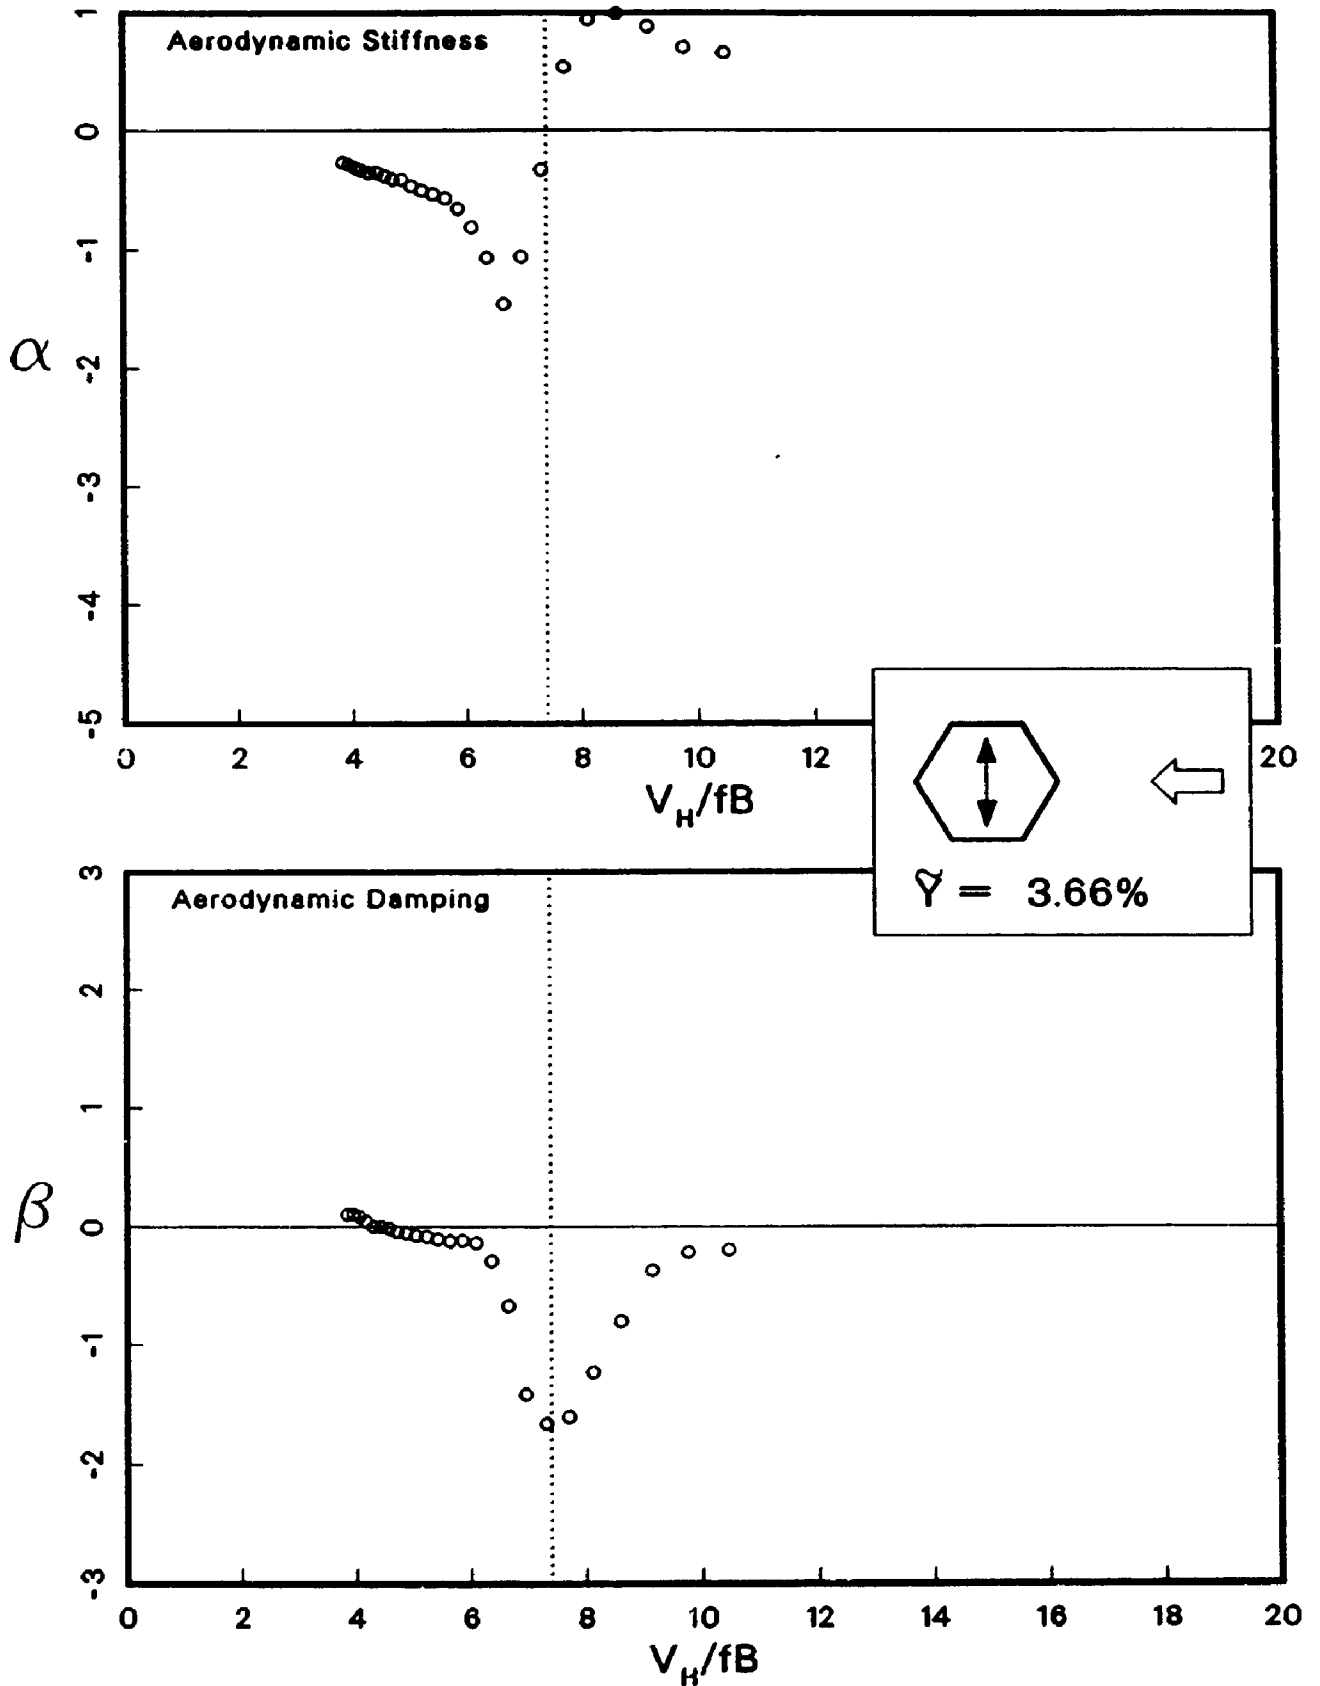 Aerodynamic Stiffness
1
0
-1
-2
-3
-4
-5
α
0 2 4 6 8 10 12 20
V_H/fB
Ỹ = 3.66%
Aerodynamic Damping
3
2
1
0
-1
-2
-3
β
0 2 4 6 8 10 12 14 16 18 20
V_H/fB